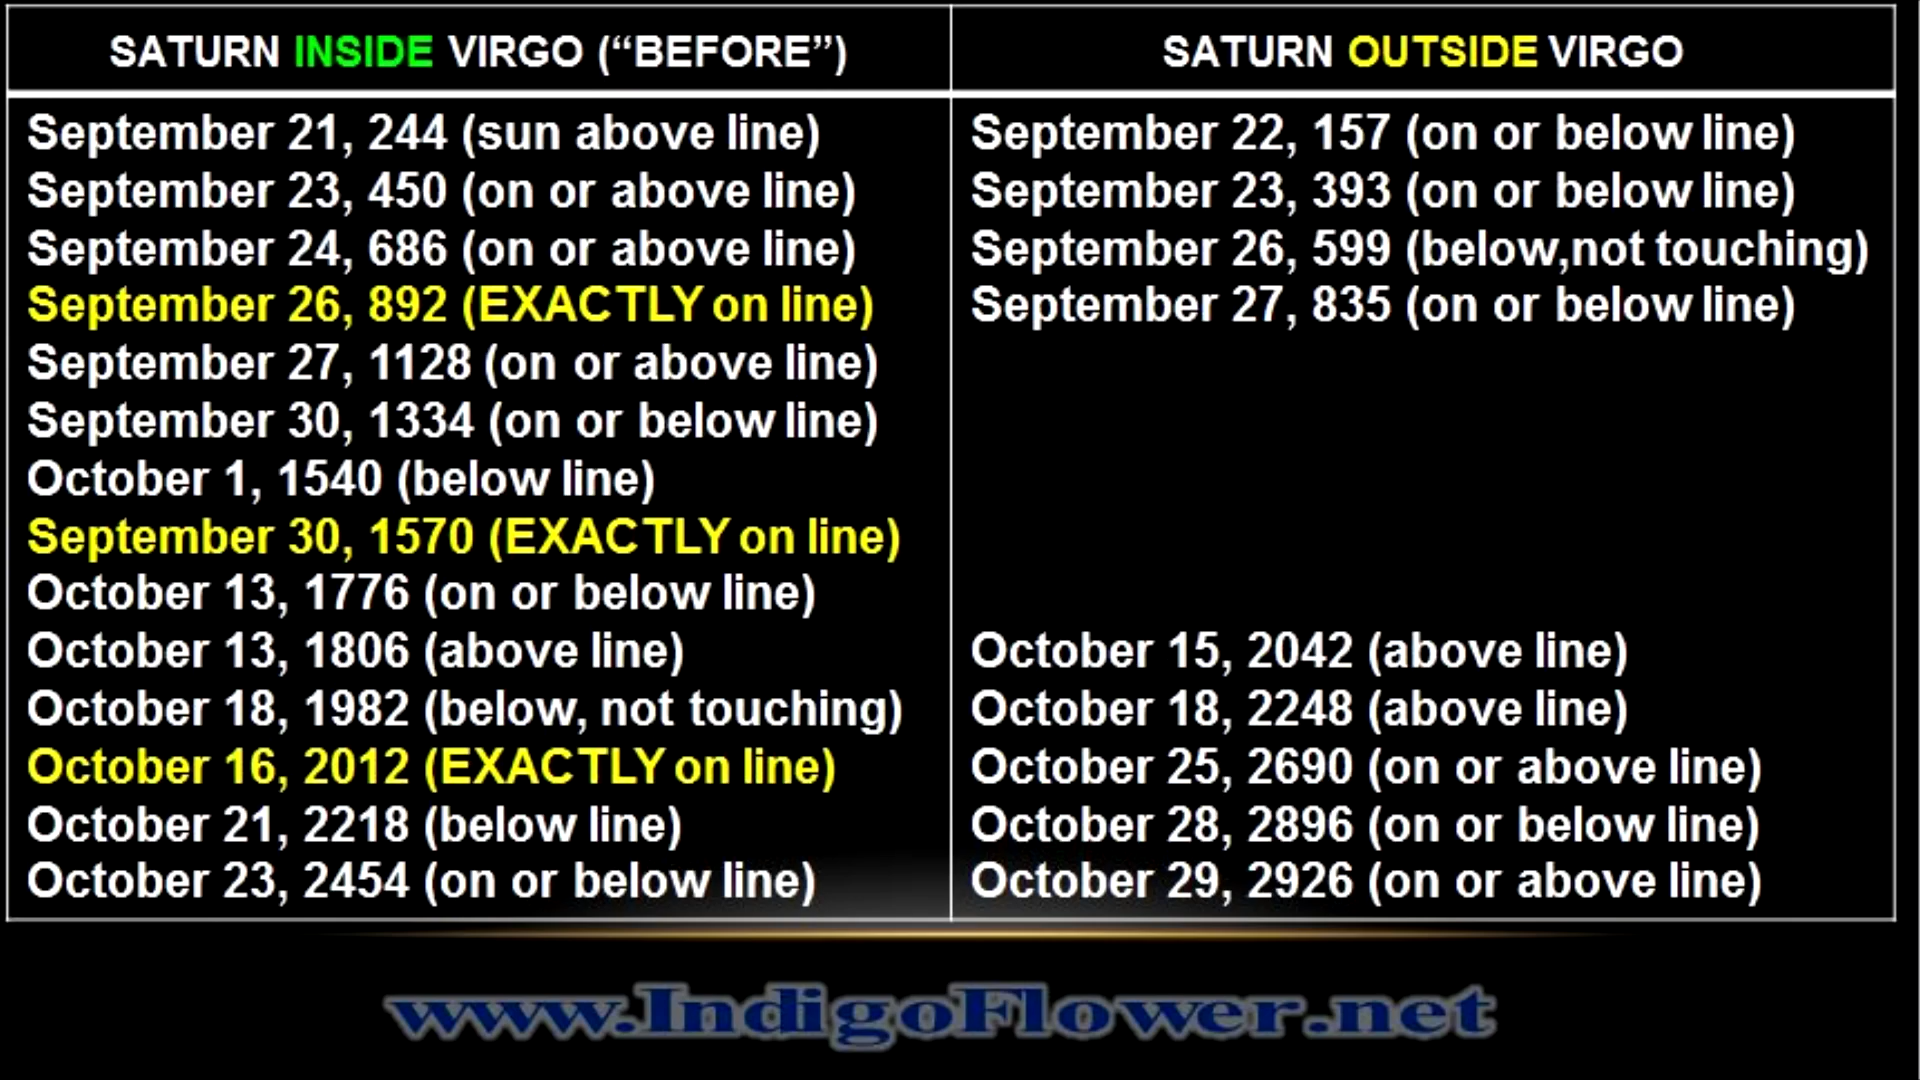 SATURN INSIDE VIRGO (“BEFORE”)
September 21, 244 (sun above line)
September 23, 450 (on or above line)
September 24, 686 (on or above line)
September 26, 892 (EXACTLY on line)
September 27, 1128 (on or above line)
September 30, 1334 (on or below line)
October 1, 1540 (below line)
September 30, 1570 (EXACTLY on line)
October 13, 1776 (on or below line)
October 13, 1806 (above line)
October 18, 1982 (below, not touching)
October 16, 2012 (EXACTLY on line)
October 21, 2218 (below line)
October 23, 2454 (on or below line)
SATURN OUTSIDE VIRGO
September 22, 157 (on or below line)
September 23, 393 (on or below line)
September 26, 599 (below,not touching)
September 27, 835 (on or below line)
October 15, 2042 (above line)
October 18, 2248 (above line)
October 25, 2690 (on or above line)
October 28, 2896 (on or below line)
October 29, 2926 (on or above line)
www.IndigoFlower.net